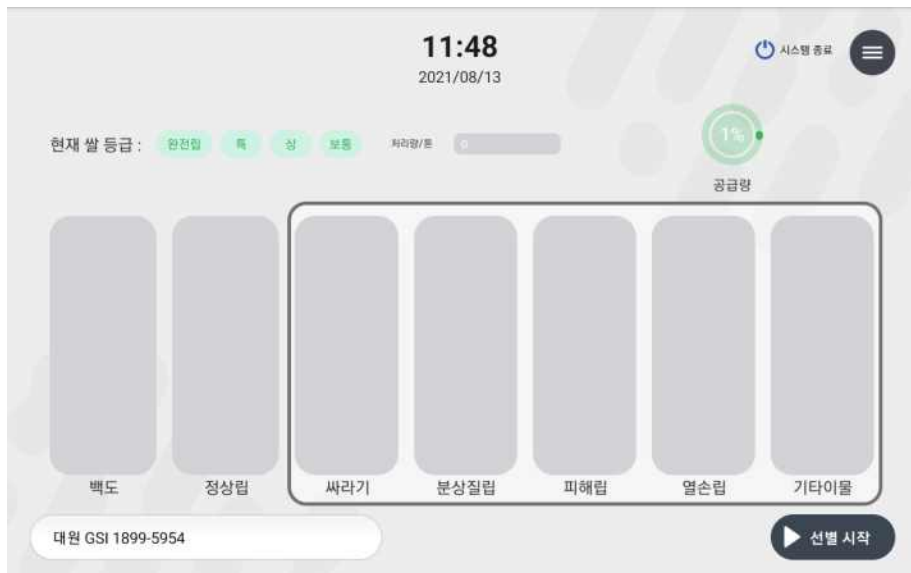 11:48
2021/08/13
시스템 종료
현재 쌀 등급 : 완전립 특 상 보통 처리량/톤 0
1%
공급량
백도 정상립 싸라기 분상질립 피해립 열손립 기타이물
대원 GSI 1899-5954
선별 시작